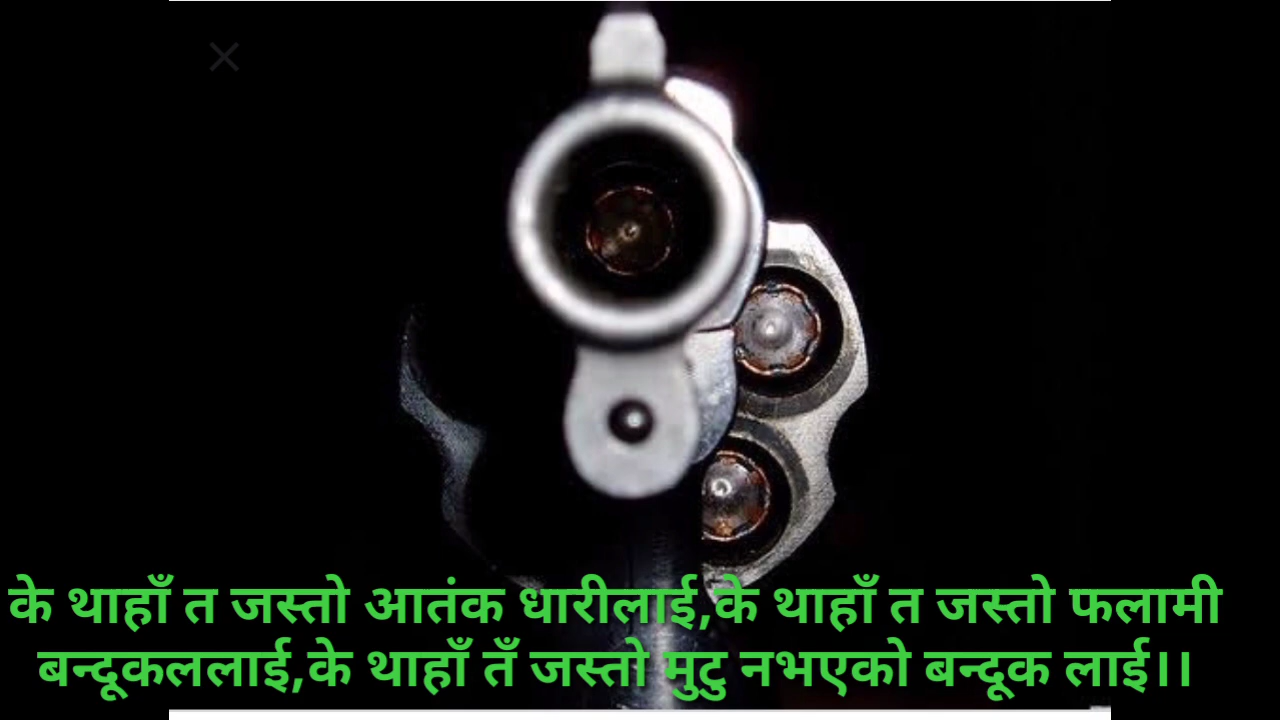 के थाहाँ त जस्तो आतंक धारीलाई,के थाहाँ त जस्तो फलामी
बन्दूकललाई,के थाहाँ तँ जस्तो मुटु नभएको बन्दूक लाई।।